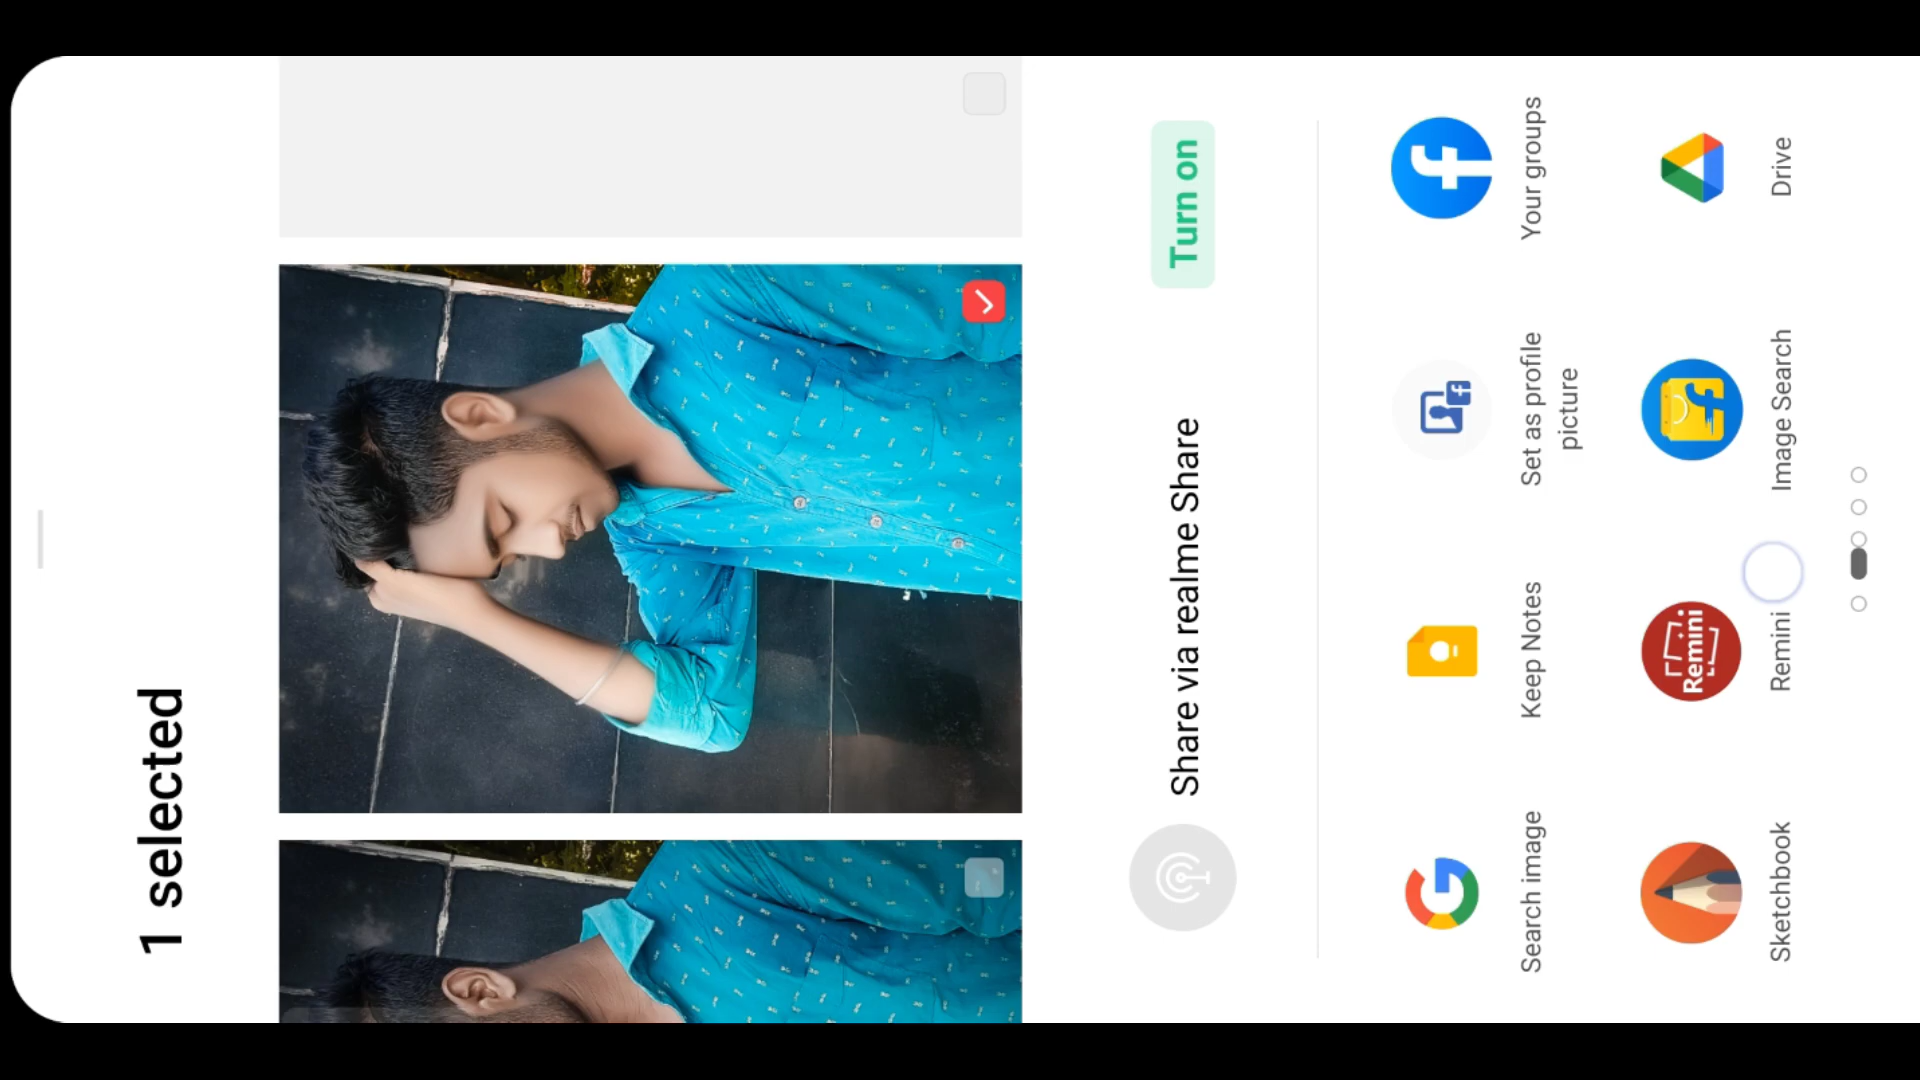 1 selected
Share via realme Share
Turn on
Search image
Keep Notes
Set as profile
picture
Your groups
Sketchbook
Remini
Remini
Image Search
Drive